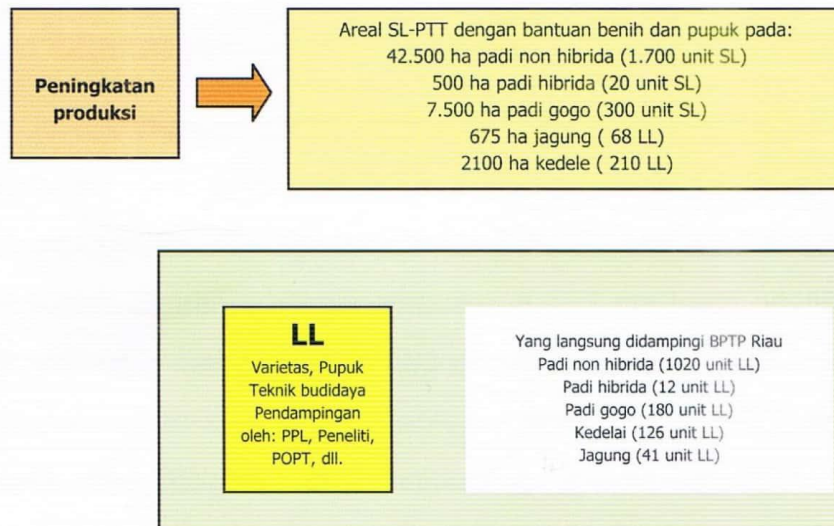 Peningkatan
produksi
Areal SL-PTT dengan bantuan benih dan pupuk pada:
42.500 ha padi non hibrida (1.700 unit SL)
500 ha padi hibrida (20 unit SL)
7.500 ha padi gogo (300 unit SL)
675 ha jagung ( 68 LL)
2100 ha kedele ( 210 LL)
LL
Varietas, Pupuk
Teknik budidaya
Pendampingan
oleh: PPL, Peneliti,
POPT, dll.
Yang langsung didampingi BPTP Riau
Padi non hibrida (1020 unit LL)
Padi hibrida (12 unit LL)
Padi gogo (180 unit LL)
Kedelai (126 unit LL)
Jagung (41 unit LL)